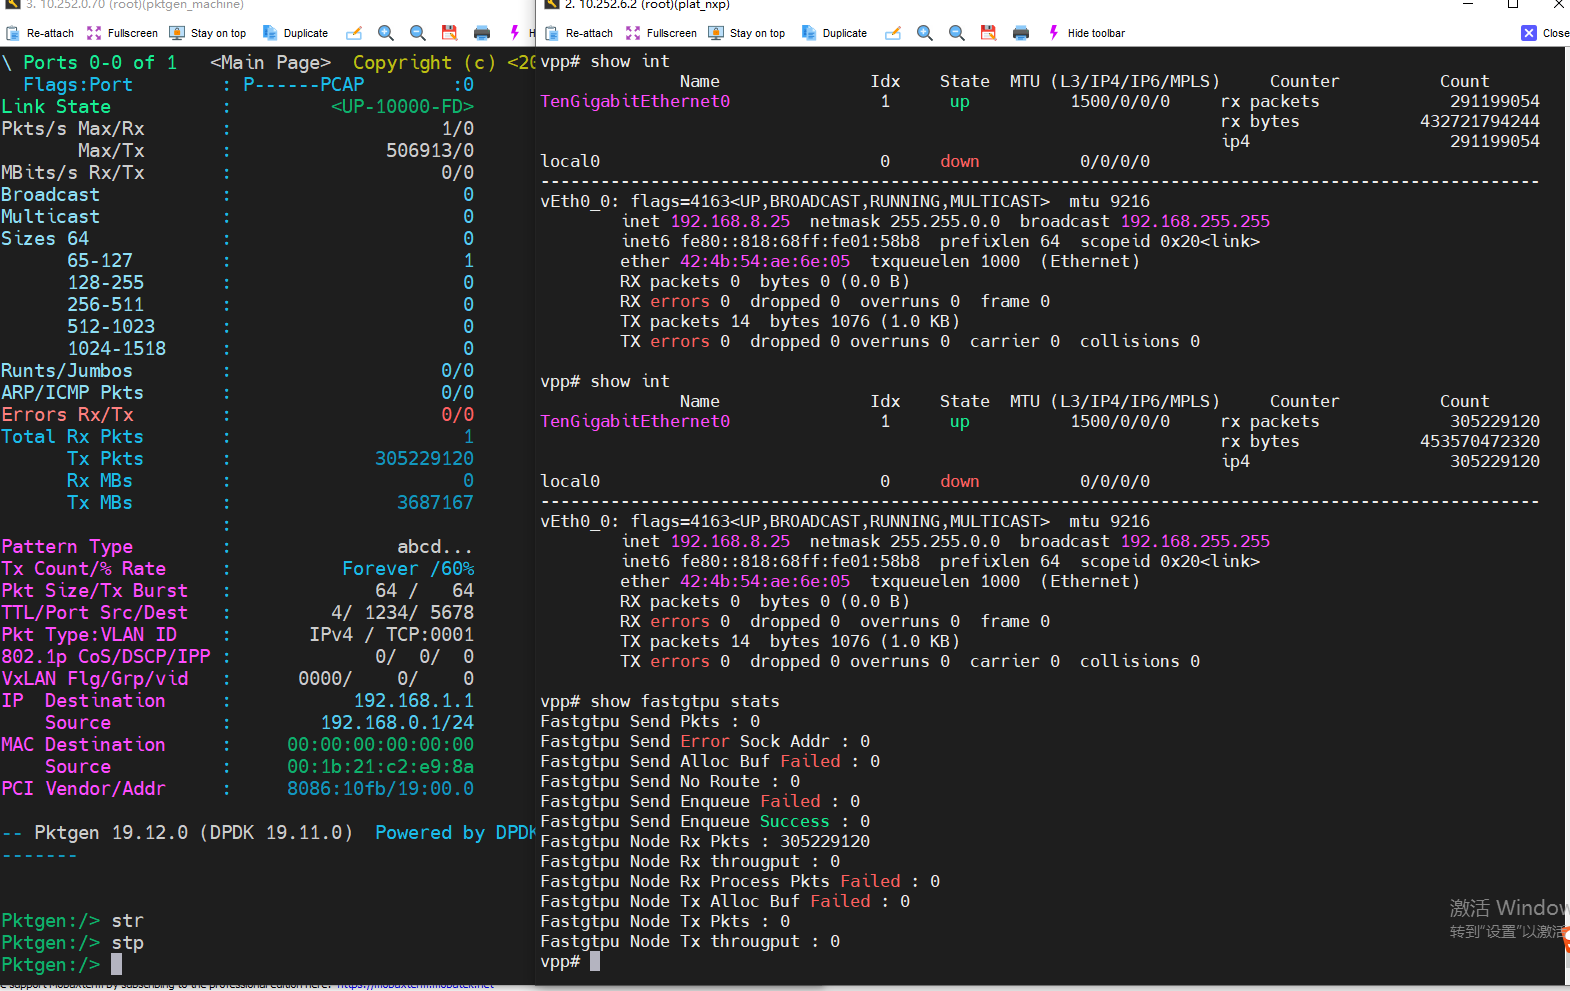 3. 10.252.0.70 (root)(pktgen_machine)
Re-attach Fullscreen Stay on top Duplicate
\ Ports 0-0 of 1 <Main Page> Copyright (c) <20
Flags:Port : P------PCAP :0
Link State : <UP-10000-FD>
Pkts/s Max/Rx : 1/0
Max/Tx : 506913/0
MBits/s Rx/Tx : 0/0
Broadcast : 0
Multicast : 0
Sizes 64 : 0
65-127 : 1
128-255 : 0
256-511 : 0
512-1023 : 0
1024-1518 : 0
Runts/Jumbos : 0/0
ARP/ICMP Pkts : 0/0
Errors Rx/Tx : 0/0
Total Rx Pkts : 1
Tx Pkts : 305229120
Rx MBs : 0
Tx MBs : 3687167
:
Pattern Type : abcd...
Tx Count/% Rate : Forever /60%
Pkt Size/Tx Burst : 64 / 64
TTL/Port Src/Dest : 4/ 1234/ 5678
Pkt Type:VLAN ID : IPv4 / TCP:0001
802.1p CoS/DSCP/IPP : 0/ 0/ 0
VxLAN Flg/Grp/vid : 0000/ 0/ 0
IP Destination : 192.168.1.1
Source : 192.168.0.1/24
MAC Destination : 00:00:00:00:00:00
Source : 00:1b:21:c2:e9:8a
PCI Vendor/Addr : 8086:10fb/19:00.0
-- Pktgen 19.12.0 (DPDK 19.11.0) Powered by DPDK
-------
Pktgen:/> str
Pktgen:/> stp
Pktgen:/>
2. 10.252.6.2 (root)(plat_nxp)
Re-attach Fullscreen Stay on top Duplicate Hide toolbar Close
vpp# show int
Name Idx State MTU (L3/IP4/IP6/MPLS) Counter Count
TenGigabitEthernet0 1 up 1500/0/0/0 rx packets 291199054
rx bytes 432721794244
ip4 291199054
local0 0 down 0/0/0/0
----------------------------------------------------------------------------------------------------
vEth0_0: flags=4163<UP,BROADCAST,RUNNING,MULTICAST> mtu 9216
inet 192.168.8.25 netmask 255.255.0.0 broadcast 192.168.255.255
inet6 fe80::818:68ff:fe01:58b8 prefixlen 64 scopeid 0x20<link>
ether 42:4b:54:ae:6e:05 txqueuelen 1000 (Ethernet)
RX packets 0 bytes 0 (0.0 B)
RX errors 0 dropped 0 overruns 0 frame 0
TX packets 14 bytes 1076 (1.0 KB)
TX errors 0 dropped 0 overruns 0 carrier 0 collisions 0
vpp# show int
Name Idx State MTU (L3/IP4/IP6/MPLS) Counter Count
TenGigabitEthernet0 1 up 1500/0/0/0 rx packets 305229120
rx bytes 453570472320
ip4 305229120
local0 0 down 0/0/0/0
----------------------------------------------------------------------------------------------------
vEth0_0: flags=4163<UP,BROADCAST,RUNNING,MULTICAST> mtu 9216
inet 192.168.8.25 netmask 255.255.0.0 broadcast 192.168.255.255
inet6 fe80::818:68ff:fe01:58b8 prefixlen 64 scopeid 0x20<link>
ether 42:4b:54:ae:6e:05 txqueuelen 1000 (Ethernet)
RX packets 0 bytes 0 (0.0 B)
RX errors 0 dropped 0 overruns 0 frame 0
TX packets 14 bytes 1076 (1.0 KB)
TX errors 0 dropped 0 overruns 0 carrier 0 collisions 0
vpp# show fastgtpu stats
Fastgtpu Send Pkts : 0
Fastgtpu Send Error Sock Addr : 0
Fastgtpu Send Alloc Buf Failed : 0
Fastgtpu Send No Route : 0
Fastgtpu Send Enqueue Failed : 0
Fastgtpu Send Enqueue Success : 0
Fastgtpu Node Rx Pkts : 305229120
Fastgtpu Node Rx througput : 0
Fastgtpu Node Rx Process Pkts Failed : 0
Fastgtpu Node Tx Alloc Buf Failed : 0
Fastgtpu Node Tx Pkts : 0
Fastgtpu Node Tx througput : 0
vpp#
激活 Window
转到"设置"以激活
e support MobaXterm by subscribing to the professional edition here: https://mobaxterm.mobatek.net